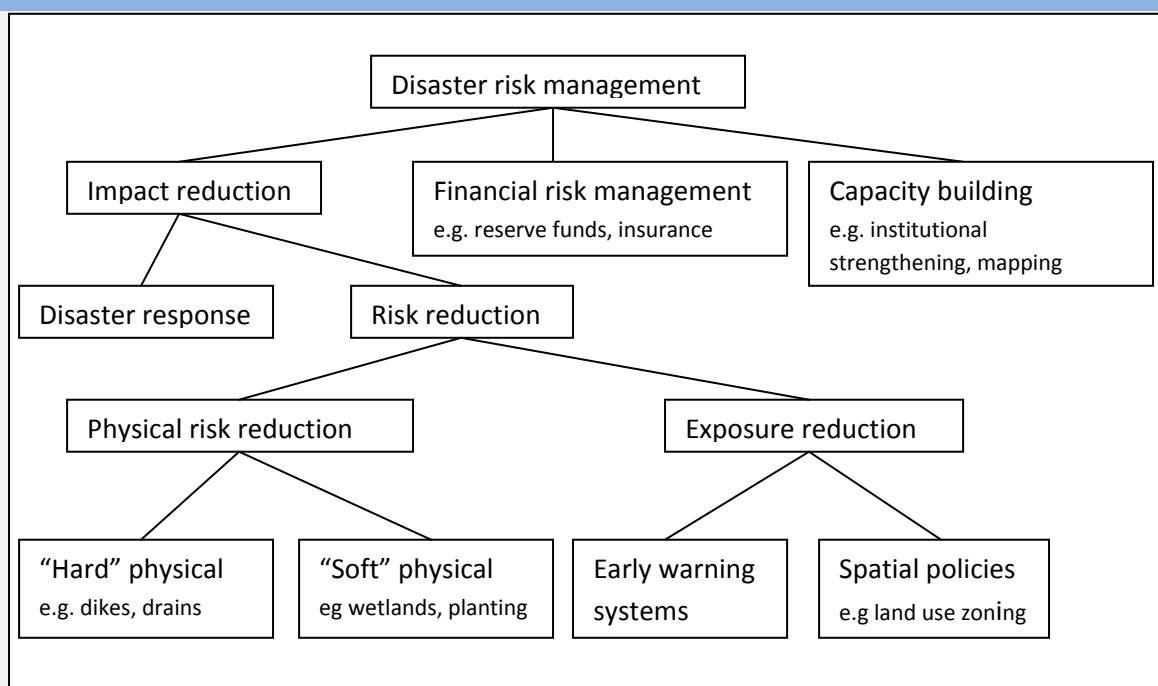 Disaster risk management
Impact reduction
Financial risk management
e.g. reserve funds, insurance
Capacity building
e.g. institutional
strengthening, mapping
Disaster response
Risk reduction
Physical risk reduction
Exposure reduction
“Hard” physical
e.g. dikes, drains
“Soft” physical
eg wetlands, planting
Early warning
systems
Spatial policies
e.g land use zoning